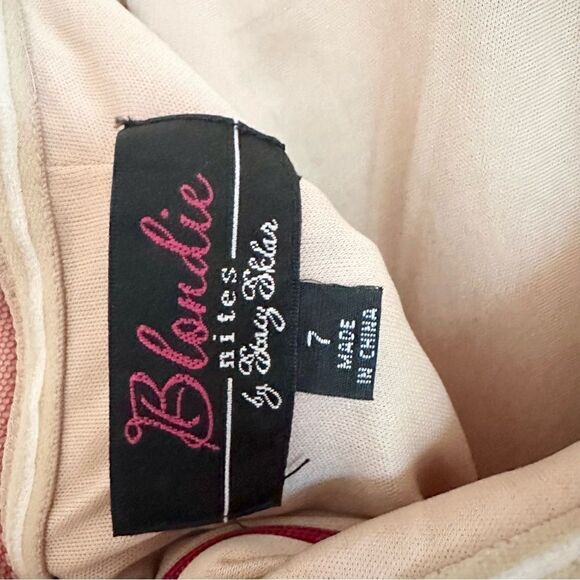 Blondie
nites
by Stacy Sklar
7
MADE
IN CHINA